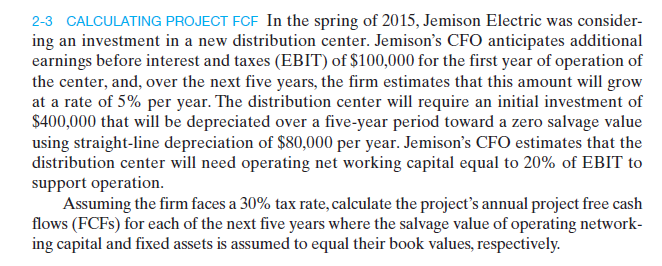 2-3 CALCULATING PROJECT FCF In the spring of 2015, Jemison Electric was consider-
ing an investment in a new distribution center. Jemison's CFO anticipates additional
earnings before interest and taxes (EBIT) of $100,000 for the first year of operation of
the center, and, over the next five years, the firm estimates that this amount will grow
at a rate of 5% per year. The distribution center will require an initial investment of
$400,000 that will be depreciated over a five-year period toward a zero salvage value
using straight-line depreciation of $80,000 per year. Jemison's CFO estimates that the
distribution center will need operating net working capital equal to 20% of EBIT to
support operation.
Assuming the firm faces a 30% tax rate, calculate the project's annual project free cash
flows (FCFs) for each of the next five years where the salvage value of operating network-
ing capital and fixed assets is assumed to equal their book values, respectively.